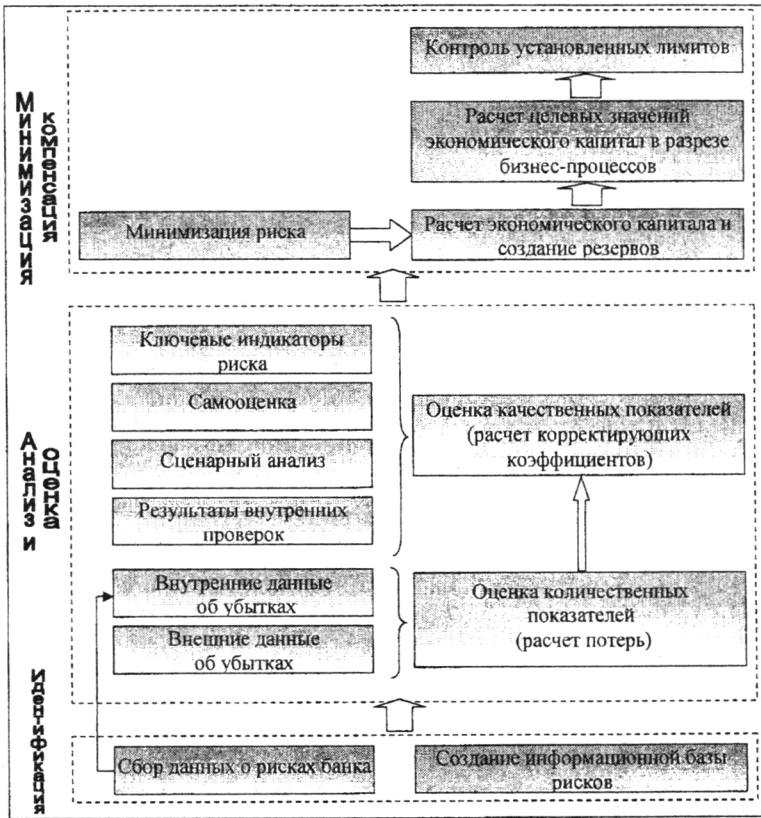 Минимизация
компенсация
Контроль установленных лимитов
Расчет целевых значений
экономического капитал в разрезе
бизнес-процессов
Минимизация риска
Расчет экономического капитала и
создание резервов
Анализ и
оценка
Ключевые индикаторы
риска
Самооценка
Сценарный анализ
Результаты внутренних
проверок
Оценка качественных показателей
(расчет корректирующих
коэффициентов)
Внутренние данные
об убытках
Внешние данные
об убытках
Оценка количественных
показателей
(расчет потерь)
Идентификация
Сбор данных о рисках банка
Создание информационной базы
рисков